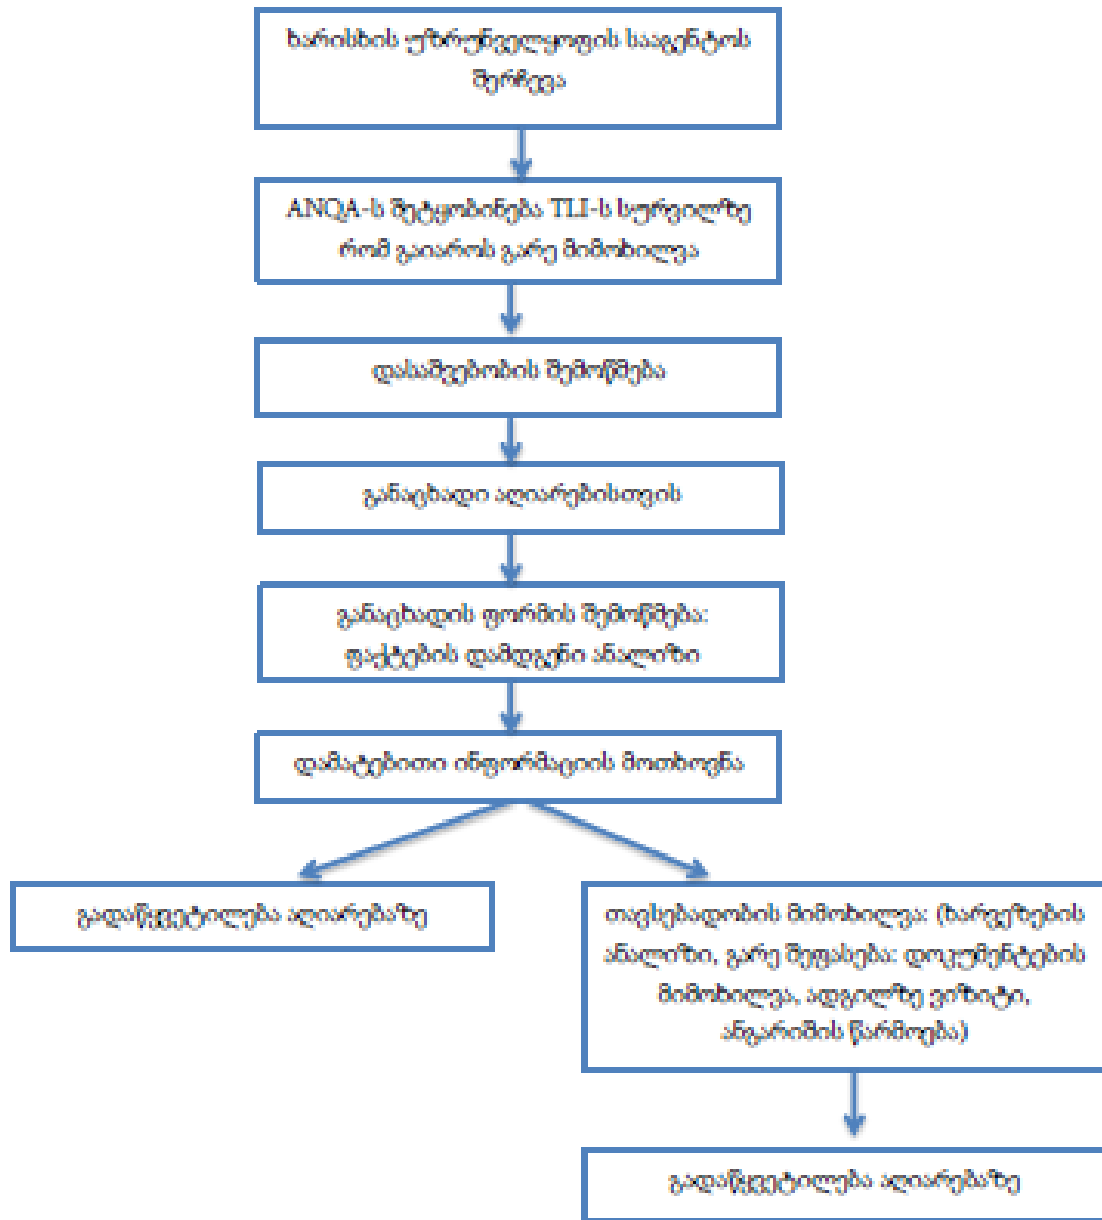 ხარისხის უზრუნველყოფის სააგენტოს
შერჩევა
ANQA-ს შეტყობინება TLI-ს სურვილზე
რომ გაიაროს გარე მიმოხილვა
დასაშვებობის შემოწმება
განაცხადი აღიარებისთვის
განაცხადის ფორმის შემოწმება:
ფაქტების დამდგენი ანალიზი
დამატებითი ინფორმაციის მოთხოვნა
გადაწყვეტილება აღიარებაზე
თავსებადობის მიმოხილვა: (ხარვეზების
ანალიზი, გარე შეფასება: დოკუმენტების
მიმოხილვა, ადგილზე ვიზიტი,
ანგარიშის წარმოება)
გადაწყვეტილება აღიარებაზე